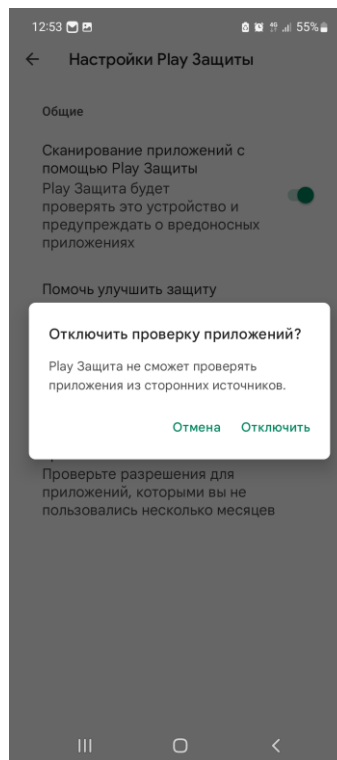 12:53 55%
Настройки Play Защиты
Общие
Сканирование приложений с
помощью Play Защиты
Play Защита будет
проверять это устройство и
предупреждать о вредоносных
приложениях
Помочь улучшить защиту
Отключить проверку приложений?
Play Защита не сможет проверять
приложения из сторонних источников.
Отмена Отключить
Проверьте разрешения для
приложений, которыми вы не
пользовались несколько месяцев